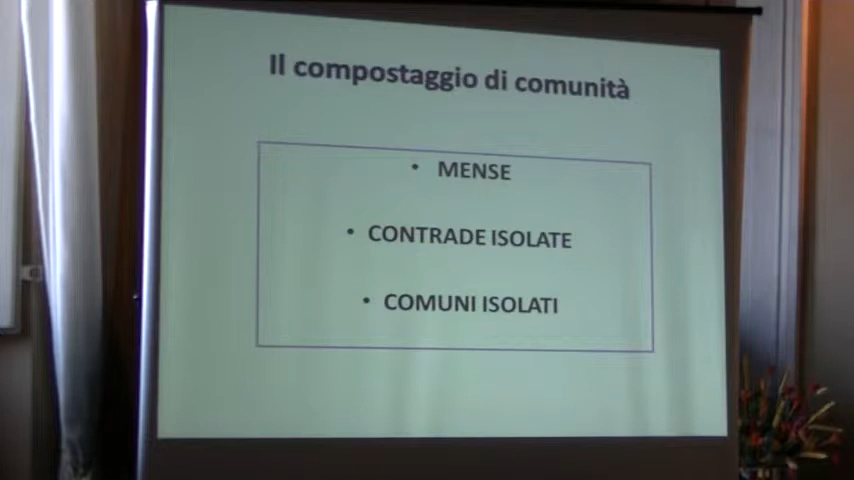 Il compostaggio di comunità
• MENSE
• CONTRADE ISOLATE
• COMUNI ISOLATI